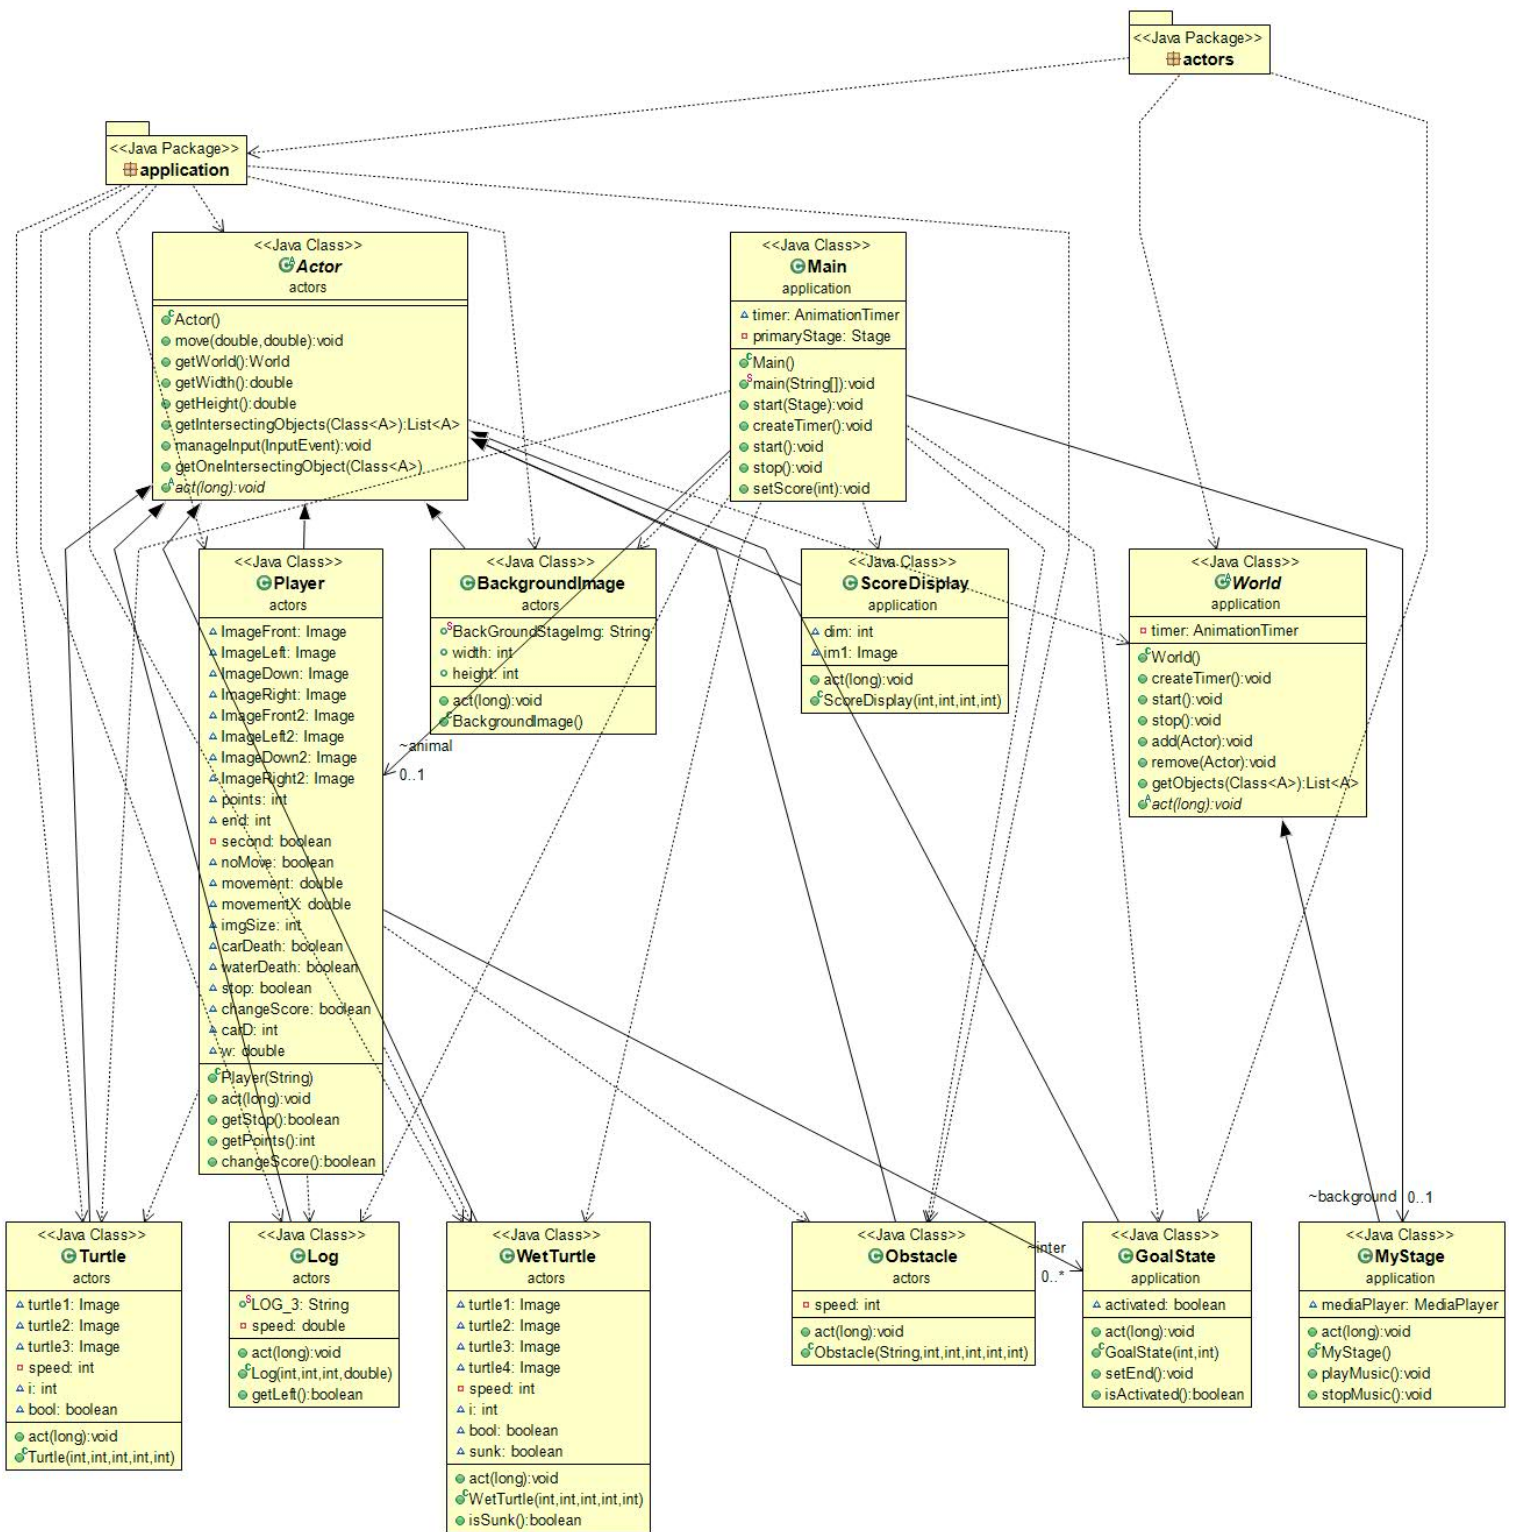 <<Java Package>>
actors
<<Java Package>>
application
<<Java Class>>
Actor
actors
Actor()
move(double,double):void
getWorld():World
getWidth():double
getHeight():double
getIntersectingObjects(Class<A>):List<A>
manageInput(InputEvent):void
getOneIntersectingObject(Class<A>)
act(long):void
<<Java Class>>
Main
application
timer: AnimationTimer
primaryStage: Stage
Main()
main(String[]):void
start(Stage):void
createTimer():void
start():void
stop():void
setScore(int):void
<<Java Class>>
Player
actors
ImageFront: Image
ImageLeft: Image
ImageDown: Image
ImageRight: Image
ImageFront2: Image
ImageLeft2: Image
ImageDown2: Image
ImageRight2: Image
points: int
end: int
second: boolean
noMove: boolean
movement: double
movementX: double
imgSize: int
carDeath: boolean
waterDeath: boolean
stop: boolean
changeScore: boolean
carD: int
w: double
Player(String)
act(long):void
getStop():boolean
getPoints():int
changeScore():boolean
<<Java Class>>
BackgroundImage
actors
BackGroundStageImg: String
width: int
height: int
act(long):void
BackgroundImage()
~animal
0..1
<<Java Class>>
ScoreDisplay
application
dim: int
im1: Image
act(long):void
ScoreDisplay(int,int,int,int)
<<Java Class>>
World
application
timer: AnimationTimer
World()
createTimer():void
start():void
stop():void
add(Actor):void
remove(Actor):void
getObjects(Class<A>):List<A>
act(long):void
<<Java Class>>
Turtle
actors
turtle1: Image
turtle2: Image
turtle3: Image
speed: int
i: int
bool: boolean
act(long):void
Turtle(int,int,int,int,int)
<<Java Class>>
Log
actors
LOG_3: String
speed: double
act(long):void
Log(int,int,int,double)
getLeft():boolean
<<Java Class>>
WetTurtle
actors
turtle1: Image
turtle2: Image
turtle3: Image
turtle4: Image
speed: int
i: int
bool: boolean
sunk: boolean
act(long):void
WetTurtle(int,int,int,int,int)
isSunk():boolean
<<Java Class>>
Obstacle
actors
speed: int
act(long):void
Obstacle(String,int,int,int,int,int)
~inter
0..*
<<Java Class>>
GoalState
application
activated: boolean
act(long):void
GoalState(int,int)
setEnd():void
isActivated():boolean
~background 0..1
<<Java Class>>
MyStage
application
mediaPlayer: MediaPlayer
act(long):void
MyStage()
playMusic():void
stopMusic():void